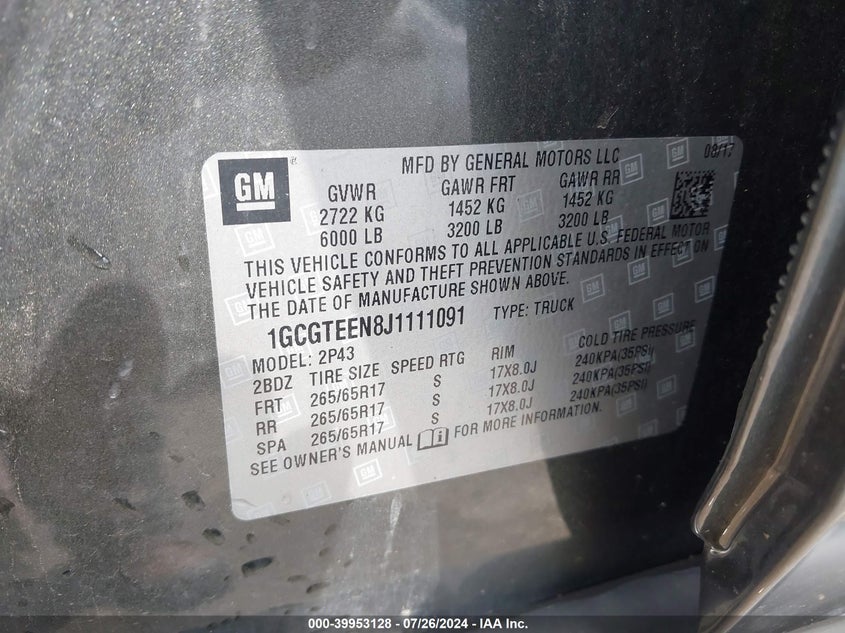 GM
MFD BY GENERAL MOTORS LLC 08/17
GVWR GAWR FRT GAWR RR
2722 KG 1452 KG 1452 KG
6000 LB 3200 LB 3200 LB
THIS VEHICLE CONFORMS TO ALL APPLICABLE U.S. FEDERAL MOTOR
VEHICLE SAFETY AND THEFT PREVENTION STANDARDS IN EFFECT ON
THE DATE OF MANUFACTURE SHOWN ABOVE.
1GCGTEEN8J1111091 TYPE: TRUCK
MODEL: 2P43
2BDZ TIRE SIZE SPEED RTG RIM COLD TIRE PRESSURE
FRT 265/65R17 S 17X8.0J 240KPA(35PSI)
RR 265/65R17 S 17X8.0J 240KPA(35PSI)
SPA 265/65R17 S 17X8.0J 240KPA(35PSI)
SEE OWNER'S MANUAL FOR MORE INFORMATION.
000-39953128 - 07/26/2024 - IAA Inc.